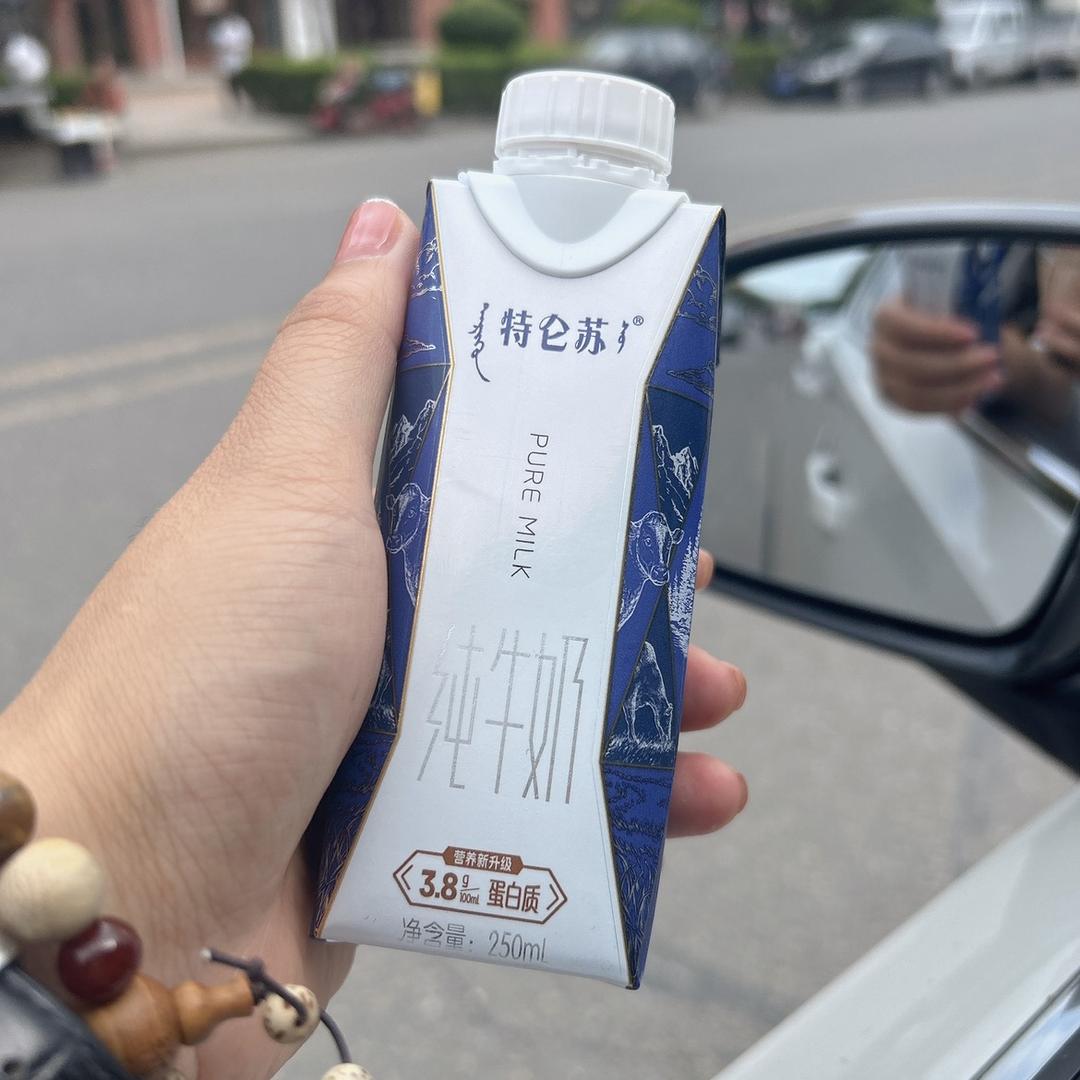 特仑苏®
PURE MILK
纯牛奶
营养新升级
3.8g/100mL 蛋白质
净含量：250mL